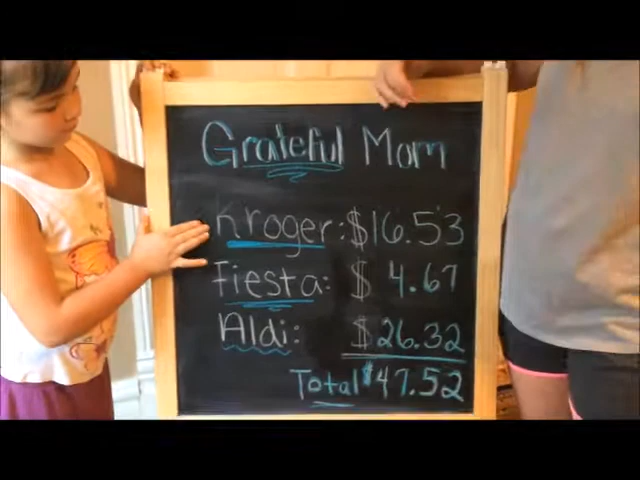 Grateful Mom
Kroger: $16.53
Fiesta: $ 4.67
Aldi: $26.32
Total $47.52